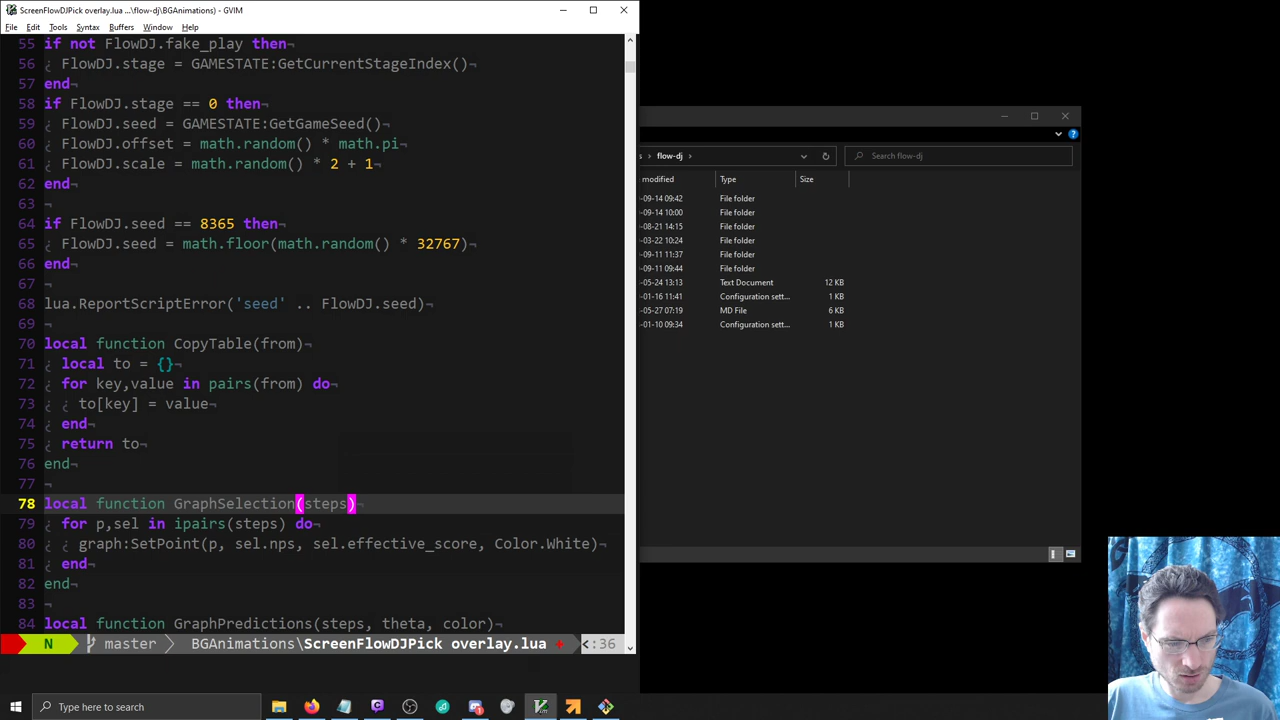 ScreenFlowDJPick overlay.lua ...\flow-dj\BGAnimations) - GVIM
File Edit Tools Syntax Buffers Window Help
55 if not FlowDJ.fake_play then¬
56 ¿ FlowDJ.stage = GAMESTATE:GetCurrentStageIndex()¬
57 end¬
58 if FlowDJ.stage == 0 then¬
59 ¿ FlowDJ.seed = GAMESTATE:GetGameSeed()¬
60 ¿ FlowDJ.offset = math.random() * math.pi¬
61 ¿ FlowDJ.scale = math.random() * 2 + 1¬
62 end¬
63 ¬
64 if FlowDJ.seed == 8365 then¬
65 ¿ FlowDJ.seed = math.floor(math.random() * 32767)¬
66 end¬
67 ¬
68 lua.ReportScriptError('seed' .. FlowDJ.seed)¬
69 ¬
70 local function CopyTable(from)¬
71 ¿ local to = {}¬
72 ¿ for key,value in pairs(from) do¬
73 ¿ ¿ to[key] = value¬
74 ¿ end¬
75 ¿ return to¬
76 end¬
77 ¬
78 local function GraphSelection(steps)¬
79 ¿ for p,sel in ipairs(steps) do¬
80 ¿ ¿ graph:SetPoint(p, sel.nps, sel.effective_score, Color.White)¬
81 ¿ end¬
82 end¬
83 ¬
84 local function GraphPredictions(steps, theta, color)¬
N master BGAnimations\ScreenFlowDJPick overlay.lua + <:36
s › flow-dj › Search flow-dj
modified Type Size
-09-14 09:42 File folder
-09-14 10:00 File folder
-08-21 14:15 File folder
-03-22 10:24 File folder
-09-11 11:37 File folder
-09-11 09:44 File folder
-05-24 13:13 Text Document 12 KB
-01-16 11:41 Configuration sett... 1 KB
-05-27 07:19 MD File 6 KB
-01-10 09:34 Configuration sett... 1 KB
Type here to search